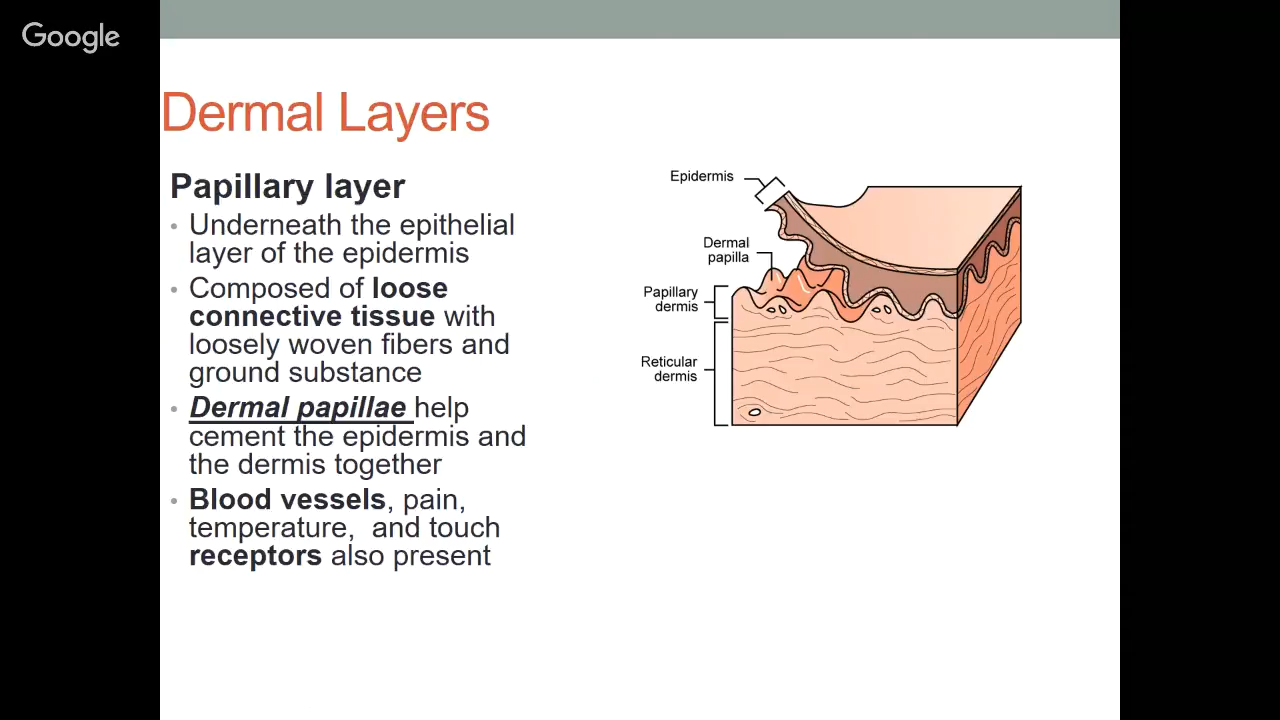 Google
Dermal Layers
Papillary layer
• Underneath the epithelial
layer of the epidermis
• Composed of loose
connective tissue with
loosely woven fibers and
ground substance
• Dermal papillae help
cement the epidermis and
the dermis together
• Blood vessels, pain,
temperature,  and touch
receptors also present
Epidermis
Dermal
papilla
Papillary
dermis
Reticular
dermis